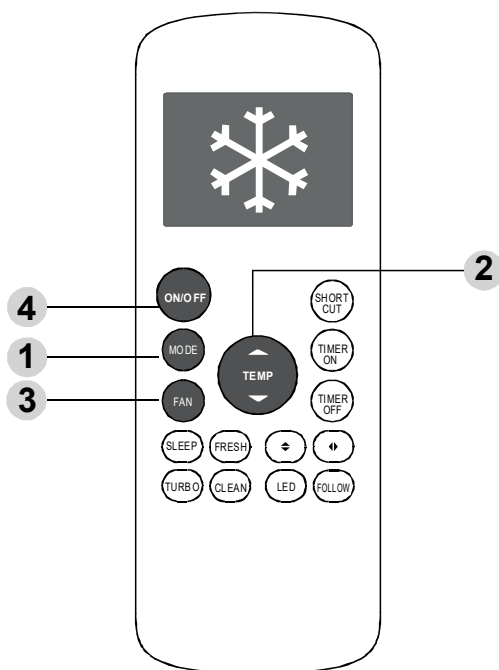 2
ON/OFF
4
SHORT
CUT
MODE
1
TEMP
TIMER
ON
FAN
3
TIMER
OFF
SLEEP
FRESH
TURBO
CLEAN
LED
FOLLOW